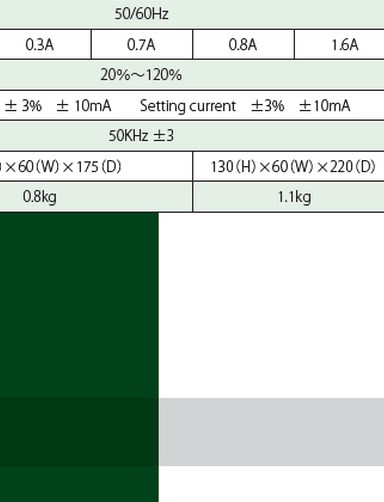 50/60Hz
0.3A 0.7A 0.8A 1.6A
20%～120%
± 3% ± 10mA Setting current ±3% ±10mA
50KHz ±3
×60(W)×175(D) 130(H)×60(W)×220(D)
0.8kg 1.1kg